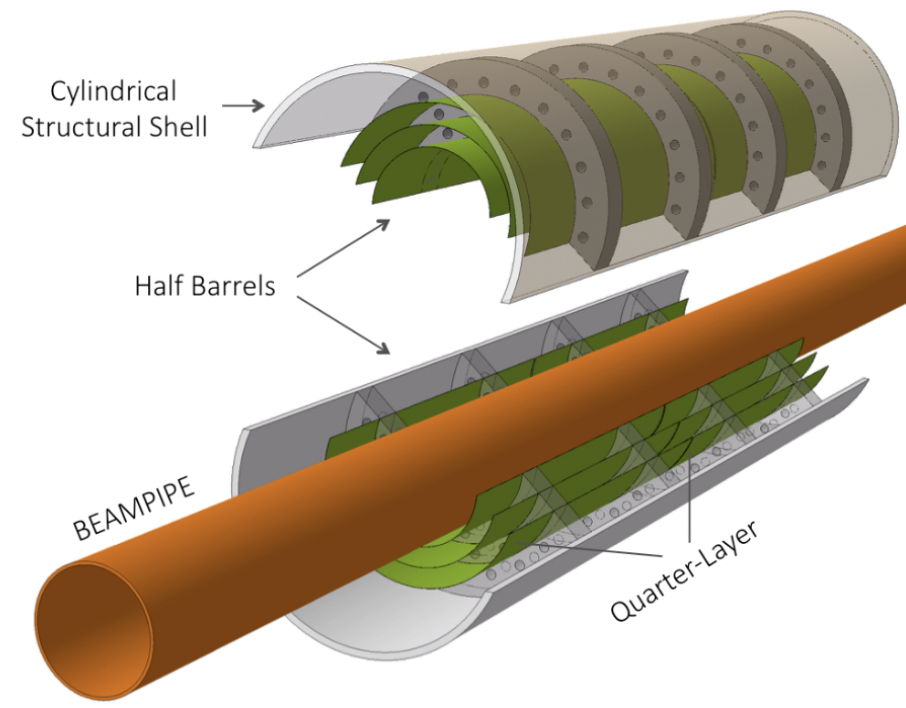 Cylindrical
Structural Shell
Half Barrels
BEAMPIPE
Quarter-Layer